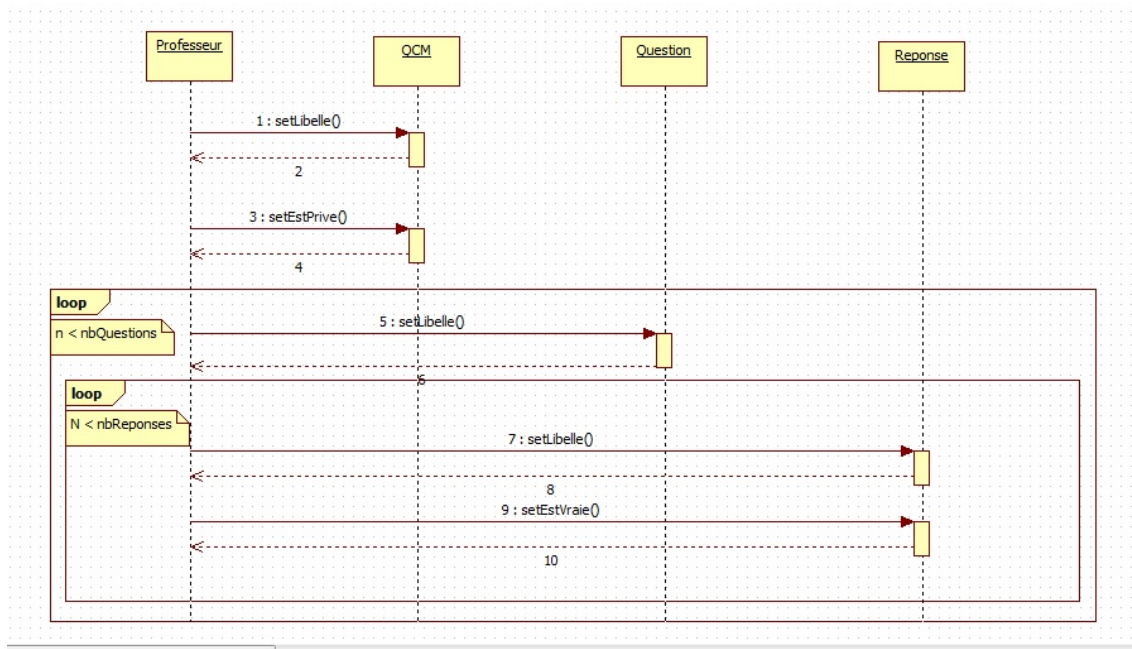 Professeur
QCM
Question
Reponse
1 : setLibelle()
2
3 : setEstPrive()
4
loop
n < nbQuestions
5 : setLibelle()
6
loop
N < nbReponses
7 : setLibelle()
8
9 : setEstVraie()
10